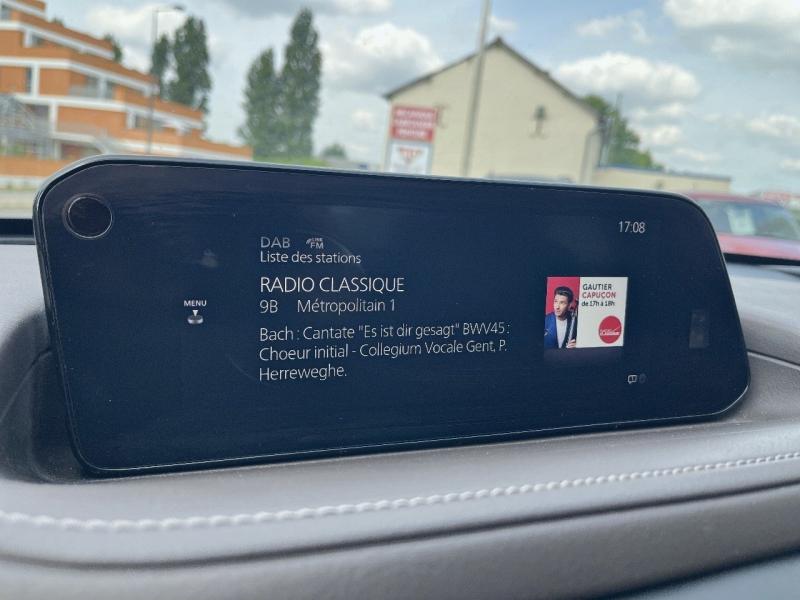 17:08
DAB
LINK
FM
Liste des stations
RADIO CLASSIQUE
9B Métropolitain 1
MENU
Bach : Cantate "Es ist dir gesagt" BWV45 :
Choeur initial - Collegium Vocale Gent, P.
Herreweghe.
GAUTIER
CAPUÇON
de 17h à 18h